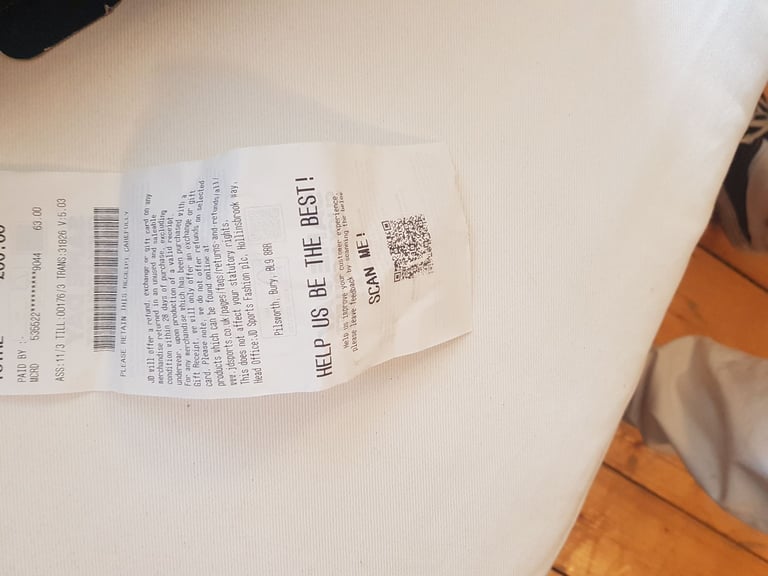 PAID BY :-
MCRD 535522*********9044 63.00
ASS:11/3 TILL:00176/3 TRANS:31826 V:5.03
PLEASE RETAIN THIS RECEIPT CAREFULLY
JD will offer a refund, exchange or gift card on any
merchandise returned in an unused and saleable
condition within 28 days of purchase, excluding
underwear, upon production of a valid receipt.
For any merchandise which has been purchased with a
Gift Receipt, we will only offer an exchange or Gift
card. Please note, we do not offer refunds on selected
products which can be found online at
www.jdsports.co.uk/pages/faqs/returns-and-refunds/all/
This does not affect your statutory rights.
Head Office:JD Sports Fashion plc, Hollinsbrook Way,
Pilsworth, Bury, BL9 8RR
HELP US BE THE BEST!
Help us improve your customer experience,
please leave feedback by scanning the below
SCAN ME!